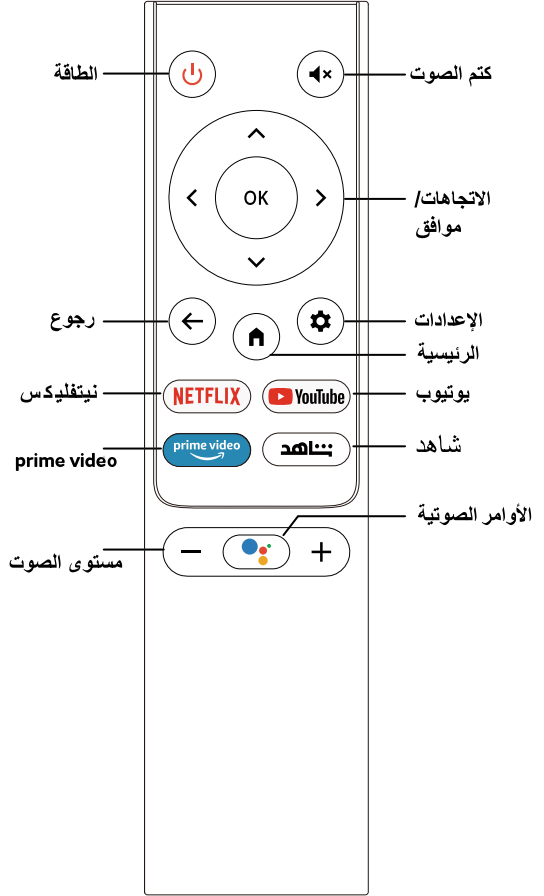 كتم الصوت
الطاقة
OK
الاتجاهات/
موافق
الإعدادات
رجوع
الرئيسية
يوتيوب
YouTube
NETFLIX
نيتفليكس
شاهد
شاهد
prime video
prime video
الأوامر الصوتية
مستوى الصوت